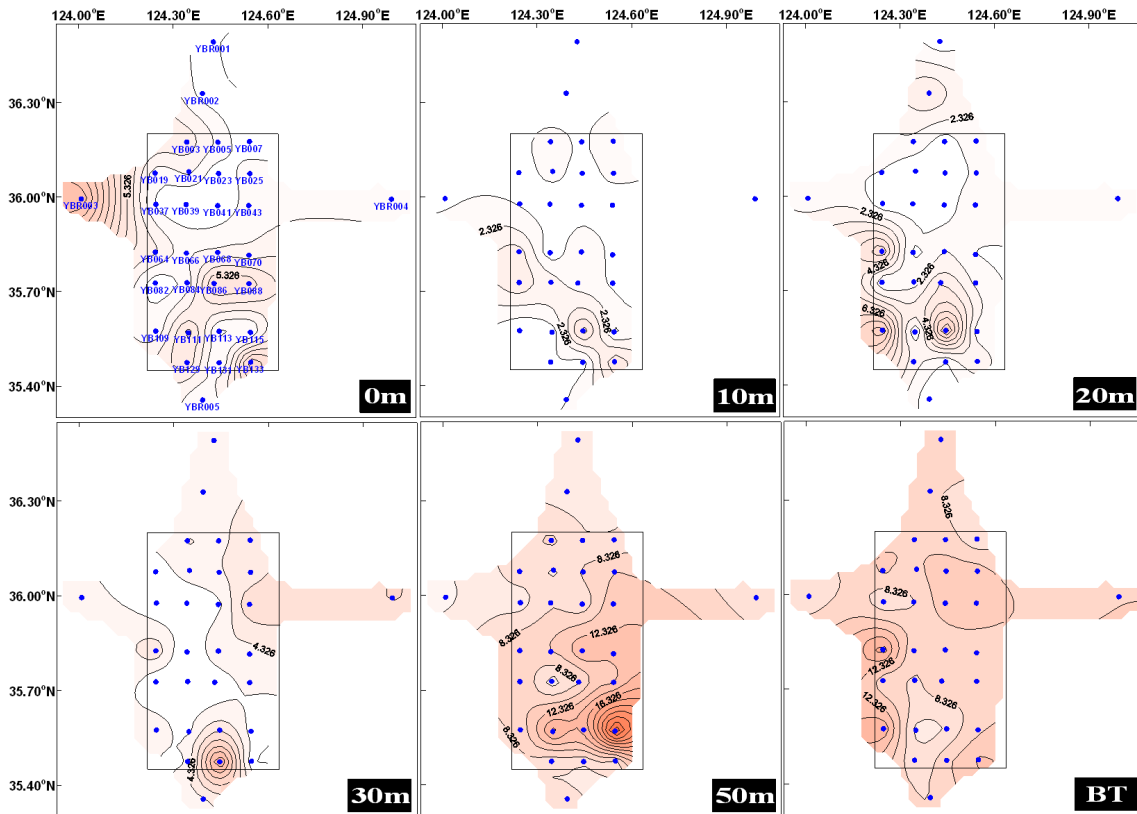 124.00 124.30 124.60 124.00 124.30 124.60 124.00 124.30 124.60
36.30°N
36.00°N
35.70°N
35.40°N
YBR001
YBR002
YB003 YB005 YB007
YB019 YB021 YB023 YB025
YBR003 YB037 YB039 YB041 YB043 YBR004
YB064 YB066 YB068 YB070
YB082 YB084 YB086 YB088
YB109 YB111 YB113 YB115
YB129 YB131 YB133
YBR005
5.326
5.326
0m
2.326
2.326
2.326
10m
2.326
2.326
4.326
2.326
6.326
4.326
20m
36.30°N
36.00°N
35.70°N
35.40°N
4.326
4.326
30m
8.326
8.326
12.326
8.326
16.326
12.326
8.326
50m
8.326
8.326
12.326
8.326
12.326
BT